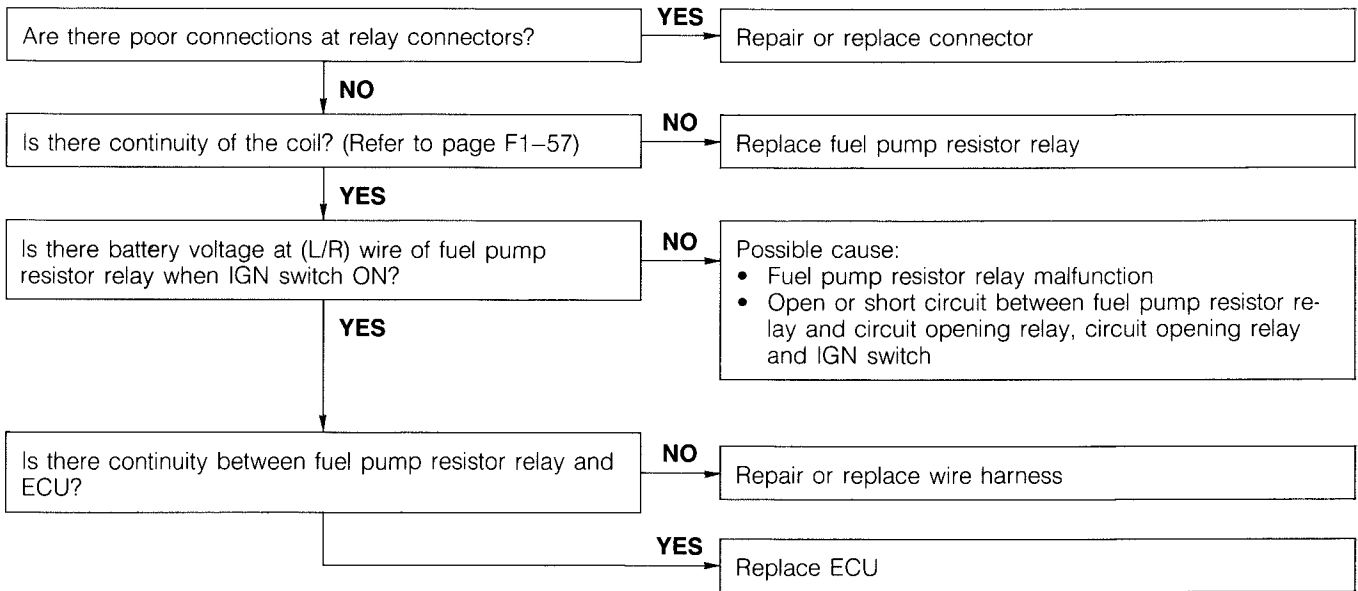 YES
Are there poor connections at relay connectors?
Repair or replace connector
NO
Is there continuity of the coil? (Refer to page F1–57)
NO
Replace fuel pump resistor relay
YES
Is there battery voltage at (L/R) wire of fuel pump
resistor relay when IGN switch ON?
NO
Possible cause:
• Fuel pump resistor relay malfunction
• Open or short circuit between fuel pump resistor re-
lay and circuit opening relay, circuit opening relay
and IGN switch
YES
Is there continuity between fuel pump resistor relay and
ECU?
NO
Repair or replace wire harness
YES
Replace ECU